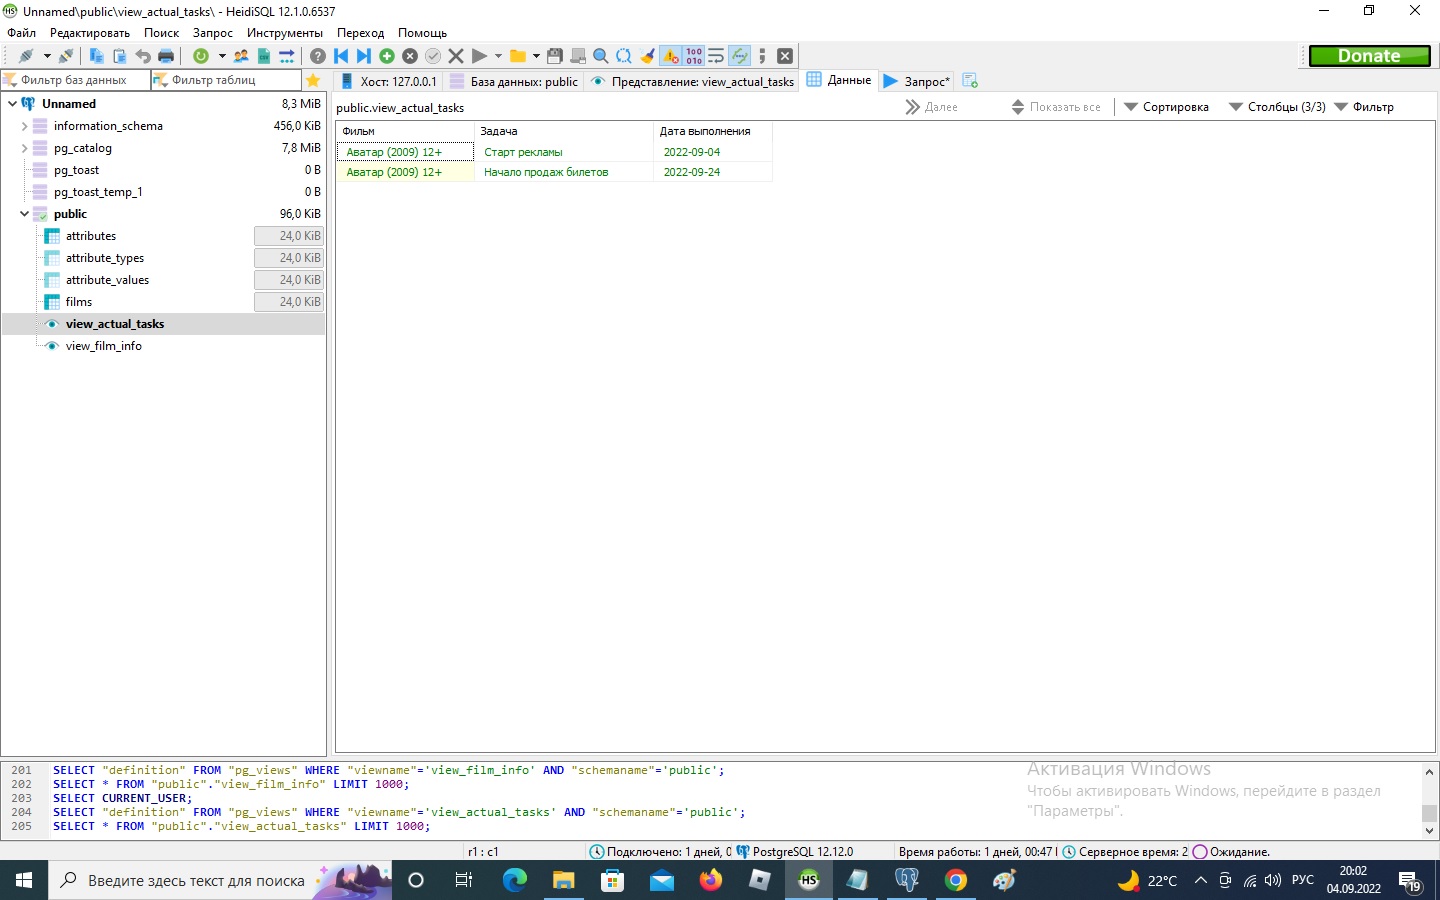 Unnamed\public\view_actual_tasks\ - HeidiSQL 12.1.0.6537
Файл Редактировать Поиск Запрос Инструменты Переход Помощь
Donate
Фильтр баз данных Фильтр таблиц Хост: 127.0.0.1 База данных: public Представление: view_actual_tasks Данные Запрос*
Unnamed 8,3 MiB
information_schema 456,0 KiB
pg_catalog 7,8 MiB
pg_toast 0 B
pg_toast_temp_1 0 B
public 96,0 KiB
attributes 24,0 KiB
attribute_types 24,0 KiB
attribute_values 24,0 KiB
films 24,0 KiB
view_actual_tasks
view_film_info
public.view_actual_tasks Далее Показать все Сортировка Столбцы (3/3) Фильтр
Фильм Задача Дата выполнения
Аватар (2009) 12+ Старт рекламы 2022-09-04
Аватар (2009) 12+ Начало продаж билетов 2022-09-24
201 SELECT "definition" FROM "pg_views" WHERE "viewname"='view_film_info' AND "schemaname"='public';
202 SELECT * FROM "public"."view_film_info" LIMIT 1000;
203 SELECT CURRENT_USER;
204 SELECT "definition" FROM "pg_views" WHERE "viewname"='view_actual_tasks' AND "schemaname"='public';
205 SELECT * FROM "public"."view_actual_tasks" LIMIT 1000;
Активация Windows
Чтобы активировать Windows, перейдите в раздел
"Параметры".
r1 : c1 Подключено: 1 дней, 0 PostgreSQL 12.12.0 Время работы: 1 дней, 00:47 Серверное время: 2 Ожидание.
Введите здесь текст для поиска
22°C РУС 20:02
04.09.2022
19